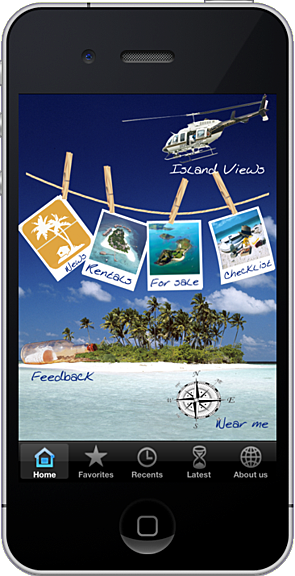 Island Views
News
Rentals
For sale
Checklist
Feedback
N
W
E
S
Near me
Home
Favorites
Recents
Latest
About us